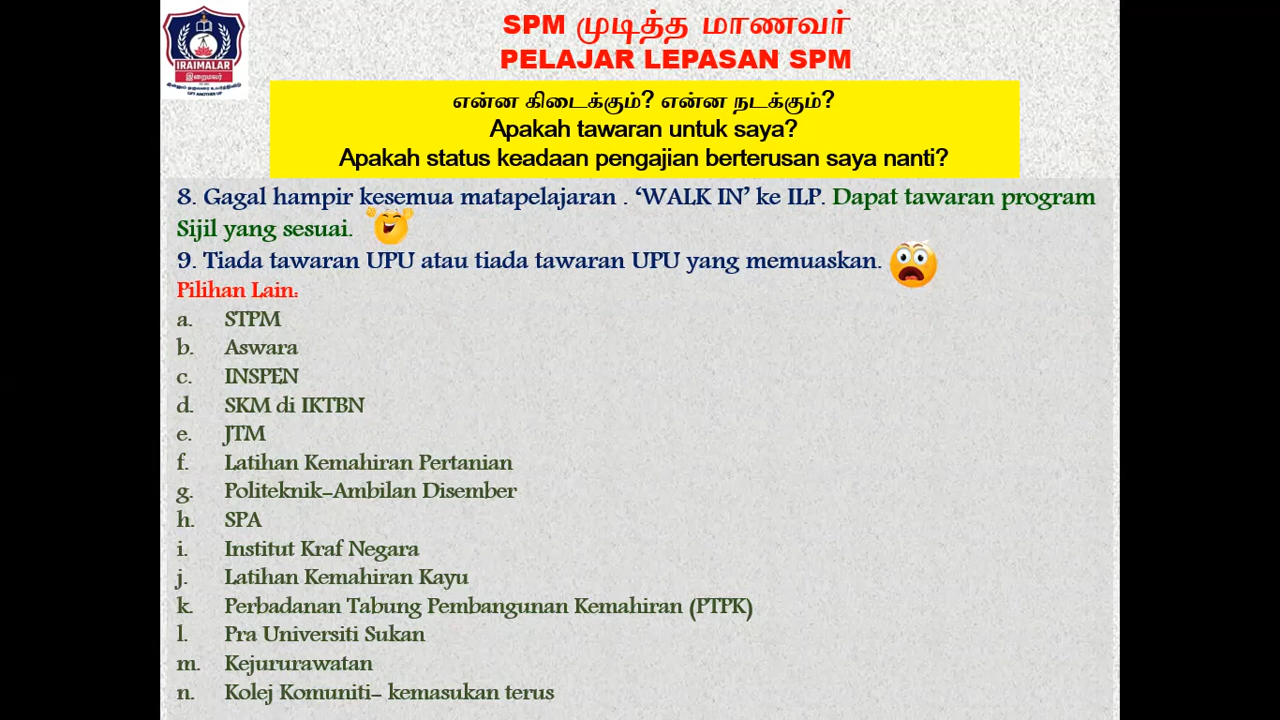 IRAIMALAR
இறைமலர்
LIFT ANOTHER UP
SPM முடித்த மாணவர்
PELAJAR LEPASAN SPM
என்ன கிடைக்கும்? என்ன நடக்கும்?
Apakah tawaran untuk saya?
Apakah status keadaan pengajian berterusan saya nanti?
8. Gagal hampir kesemua matapelajaran . ‘WALK IN’ ke ILP. Dapat tawaran program
Sijil yang sesuai.
9. Tiada tawaran UPU atau tiada tawaran UPU yang memuaskan.
Pilihan Lain:
a. STPM
b. Aswara
c. INSPEN
d. SKM di IKTBN
e. JTM
f. Latihan Kemahiran Pertanian
g. Politeknik-Ambilan Disember
h. SPA
i. Institut Kraf Negara
j. Latihan Kemahiran Kayu
k. Perbadanan Tabung Pembangunan Kemahiran (PTPK)
l. Pra Universiti Sukan
m. Kejururawatan
n. Kolej Komuniti- kemasukan terus